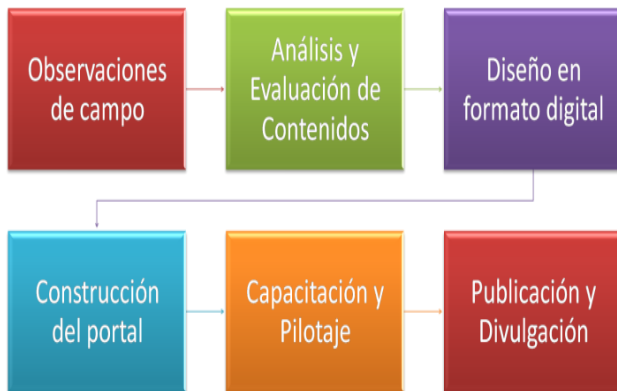 Observaciones
de campo
Análisis y
Evaluación de
Contenidos
Diseño en
formato digital
Construcción
del portal
Capacitación y
Pilotaje
Publicación y
Divulgación